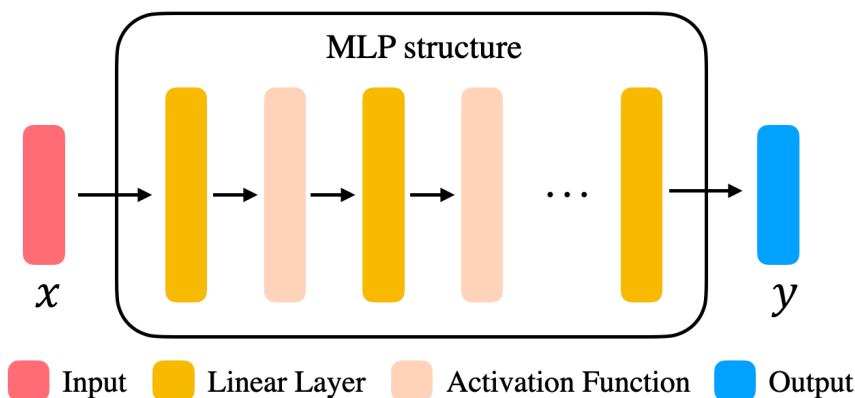 MLP structure
...
x
y
Input Linear Layer Activation Function Output